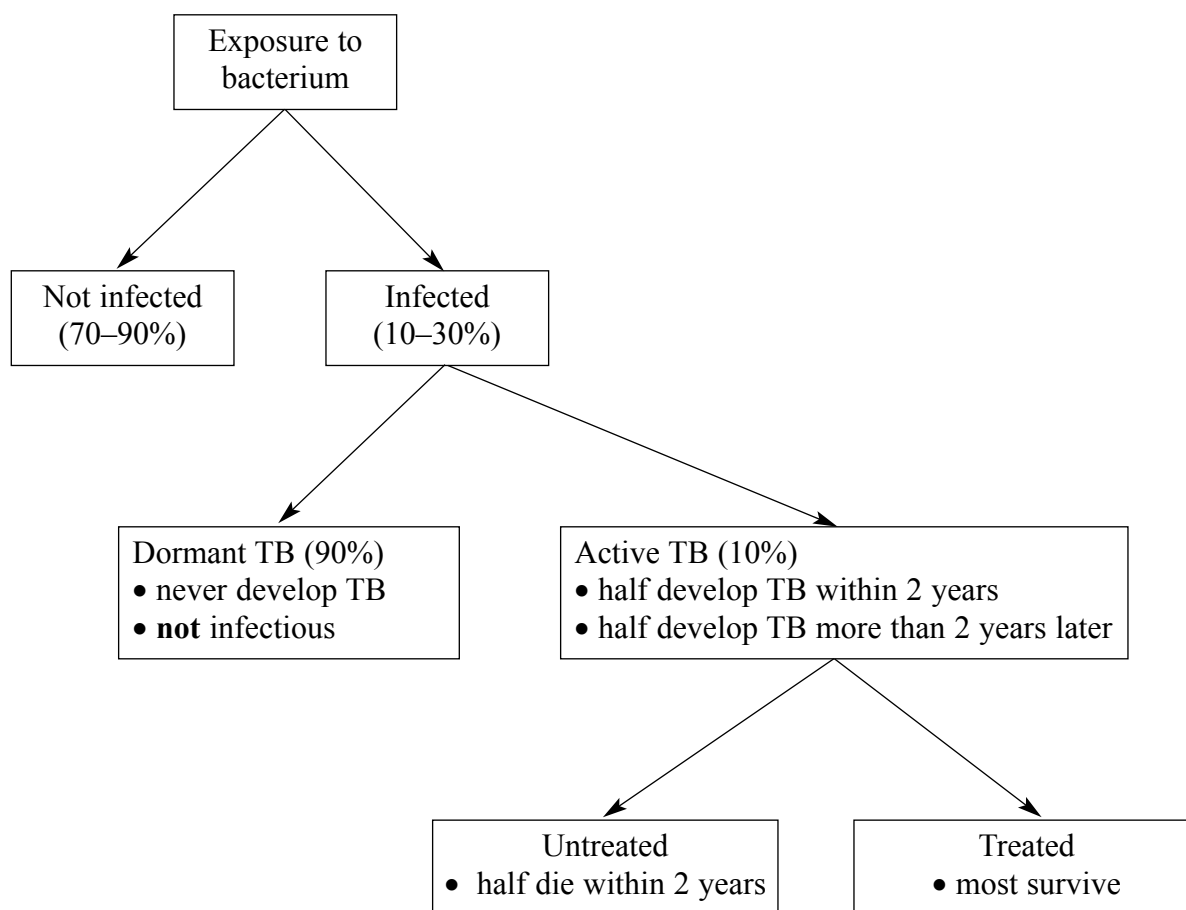 Exposure to
bacterium
Not infected
(70–90%)
Infected
(10–30%)
Dormant TB (90%)
• never develop TB
• not infectious
Active TB (10%)
• half develop TB within 2 years
• half develop TB more than 2 years later
Untreated
• half die within 2 years
Treated
• most survive